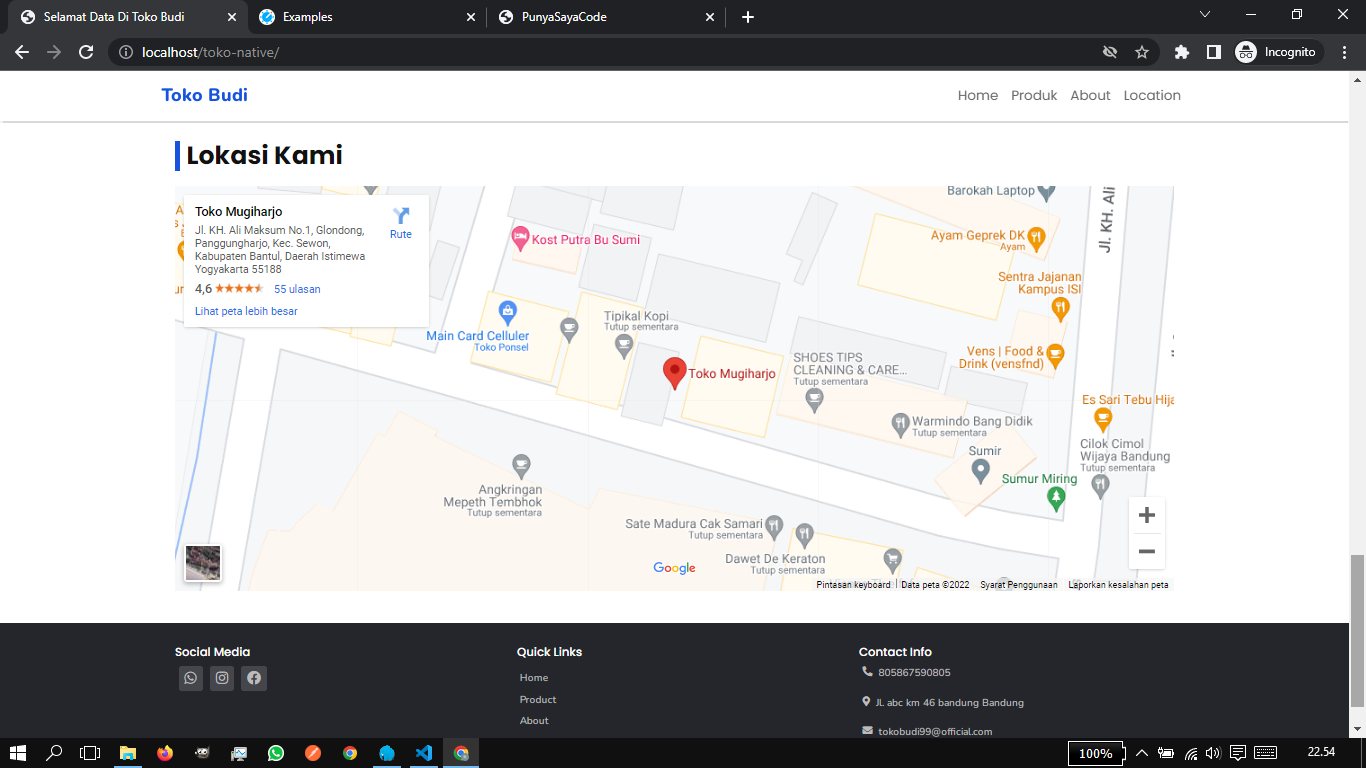 Selamat Data Di Toko Budi
Examples
PunyaSayaCode
localhost/toko-native/
Incognito
Toko Budi
Home
Produk
About
Location
Lokasi Kami
Toko Mugiharjo
Jl. KH. Ali Maksum No.1, Glondong,
Panggungharjo, Kec. Sewon,
Kabupaten Bantul, Daerah Istimewa
Yogyakarta 55188
4,6
55 ulasan
Lihat peta lebih besar
Rute
Kost Putra Bu Sumi
Barokah Laptop
Jl. KH. Ali
Ayam Geprek DK
Ayam
Sentra Jajanan
Kampus ISI
Main Card Celluler
Toko Ponsel
Tipikal Kopi
Tutup sementara
Toko Mugiharjo
SHOES TIPS
CLEANING & CARE...
Tutup sementara
Vens | Food &
Drink (vensfnd)
Es Sari Tebu Hija
Warmindo Bang Didik
Tutup sementara
Cilok Cimol
Wijaya Bandung
Tutup sementara
Sumir
Sumur Miring
Angkringan
Mepeth Tembhok
Tutup sementara
Sate Madura Cak Samari
Tutup sementara
Dawet De Keraton
Tutup sementara
Google
Pintasan keyboard
Data peta ©2022
Syarat Penggunaan
Laporkan kesalahan peta
Social Media
Quick Links
Home
Product
About
Contact Info
805867590805
Jl. abc km 46 bandung Bandung
tokobudi99@official.com
100%
22.54